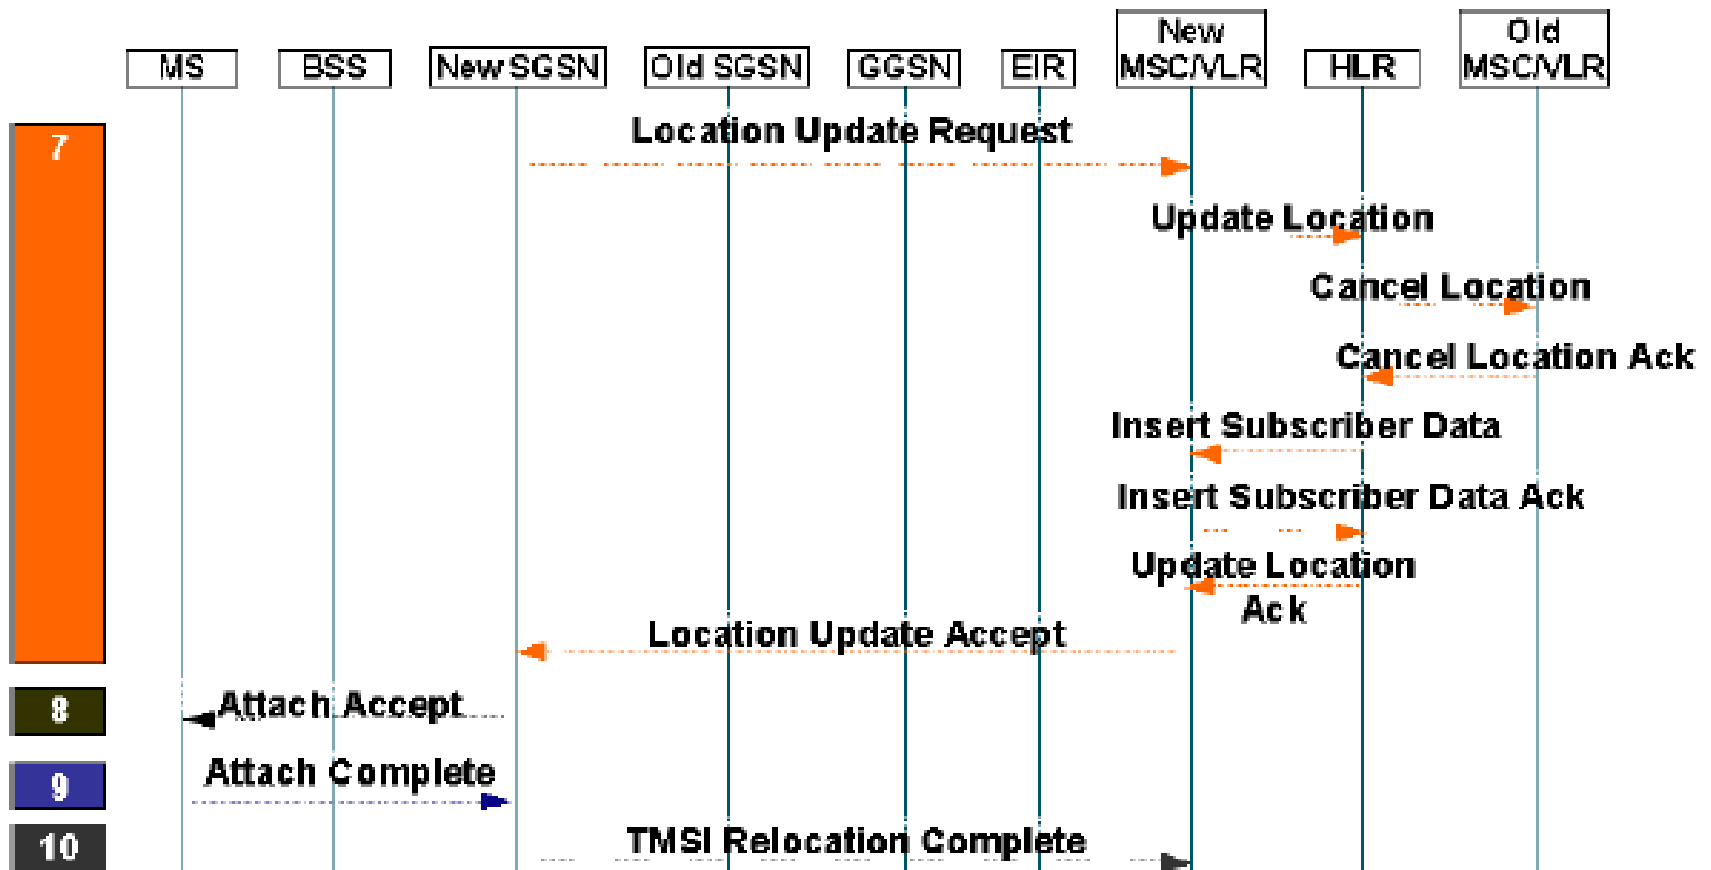 MS
BSS
New SGSN
Old SGSN
GGSN
EIR
New
MSC/VLR
HLR
Old
MSC/VLR
7
Location Update Request
Update Location
Cancel Location
Cancel Location Ack
Insert Subscriber Data
Insert Subscriber Data Ack
Update Location
Ack
Location Update Accept
8
Attach Accept
9
Attach Complete
10
TMSI Relocation Complete